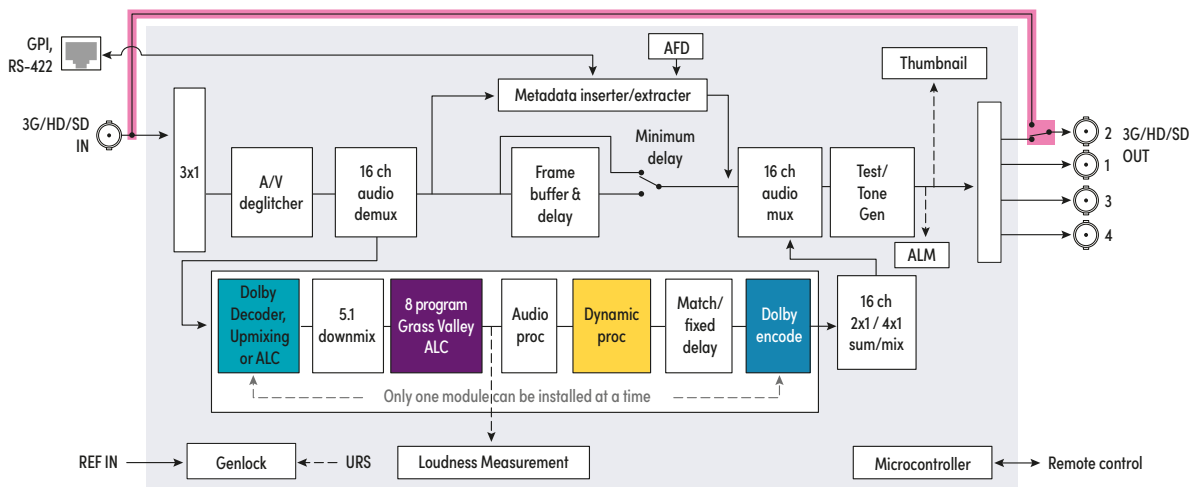 GPI,
RS-422
AFD
Thumbnail
Metadata inserter/extracter
3G/HD/SD
IN
Minimum
delay
2 3G/HD/SD
OUT
1
3
4
3x1
A/V
deglitcher
16 ch
audio
demux
Frame
buffer &
delay
16 ch
audio
mux
Test/
Tone
Gen
ALM
Dolby
Decoder,
Upmixing
or ALC
5.1
downmix
8 program
Grass Valley
ALC
Audio
proc
Dynamic
proc
Match/
fixed
delay
Dolby
encode
16 ch
2x1 / 4x1
sum/mix
Only one module can be installed at a time
REF IN
Genlock
URS
Loudness Measurement
Microcontroller
Remote control